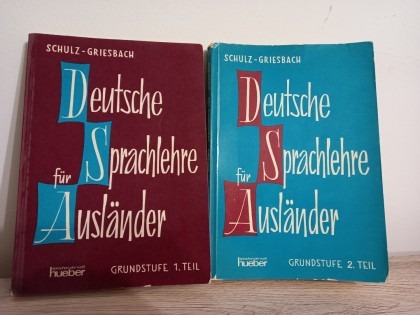 SCHULZ-GRIESBACH
Deutsche
Sprachlehre
für
Ausländer
hueber
GRUNDSTUFE 1. TEIL
SCHULZ-GRIESBACH
Deutsche
Sprachlehre
für
Ausländer
hueber
GRUNDSTUFE 2. TEIL